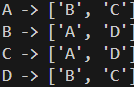 A -> ['B', 'C']
B -> ['A', 'D']
C -> ['A', 'D']
D -> ['B', 'C']